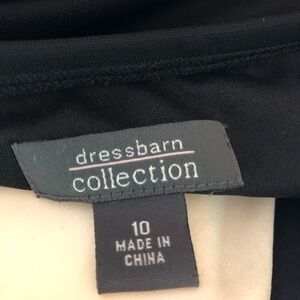 dressbarn
collection
10
MADE IN
CHINA